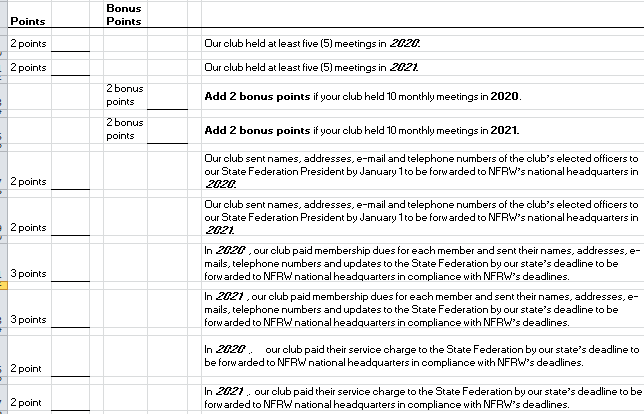 Points
Bonus
Points
2 points
Our club held at least five (5) meetings in 2020.
2 points
Our club held at least five (5) meetings in 2021.
2 bonus
points
Add 2 bonus points if your club held 10 monthly meetings in 2020.
2 bonus
points
Add 2 bonus points if your club held 10 monthly meetings in 2021.
2 points
Our club sent names, addresses, e-mail and telephone numbers of the club's elected officers to
our State Federation President by January 1 to be forwarded to NFRW's national headquarters in
2020.
2 points
Our club sent names, addresses, e-mail and telephone numbers of the club's elected officers to
our State Federation President by January 1 to be forwarded to NFRW's national headquarters in
2021.
3 points
In 2020 , our club paid membership dues for each member and sent their names, addresses, e-
mails, telephone numbers and updates to the State Federation by our state's deadline to be
forwarded to NFRW national headquarters in compliance with NFRW's deadlines.
3 points
In 2021 , our club paid membership dues for each member and sent their names, addresses, e-
mails, telephone numbers and updates to the State Federation by our state's deadline to be
forwarded to NFRW national headquarters in compliance with NFRW's deadlines.
2 point
In 2020 , our club paid their service charge to the State Federation by our state's deadline to
be forwarded to NFRW national headquarters in compliance with NFRW's deadlines.
2 point
In 2021 , our club paid their service charge to the State Federation by our state's deadline to be
forwarded to NFRW national headquarters in compliance with NFRW's deadlines.